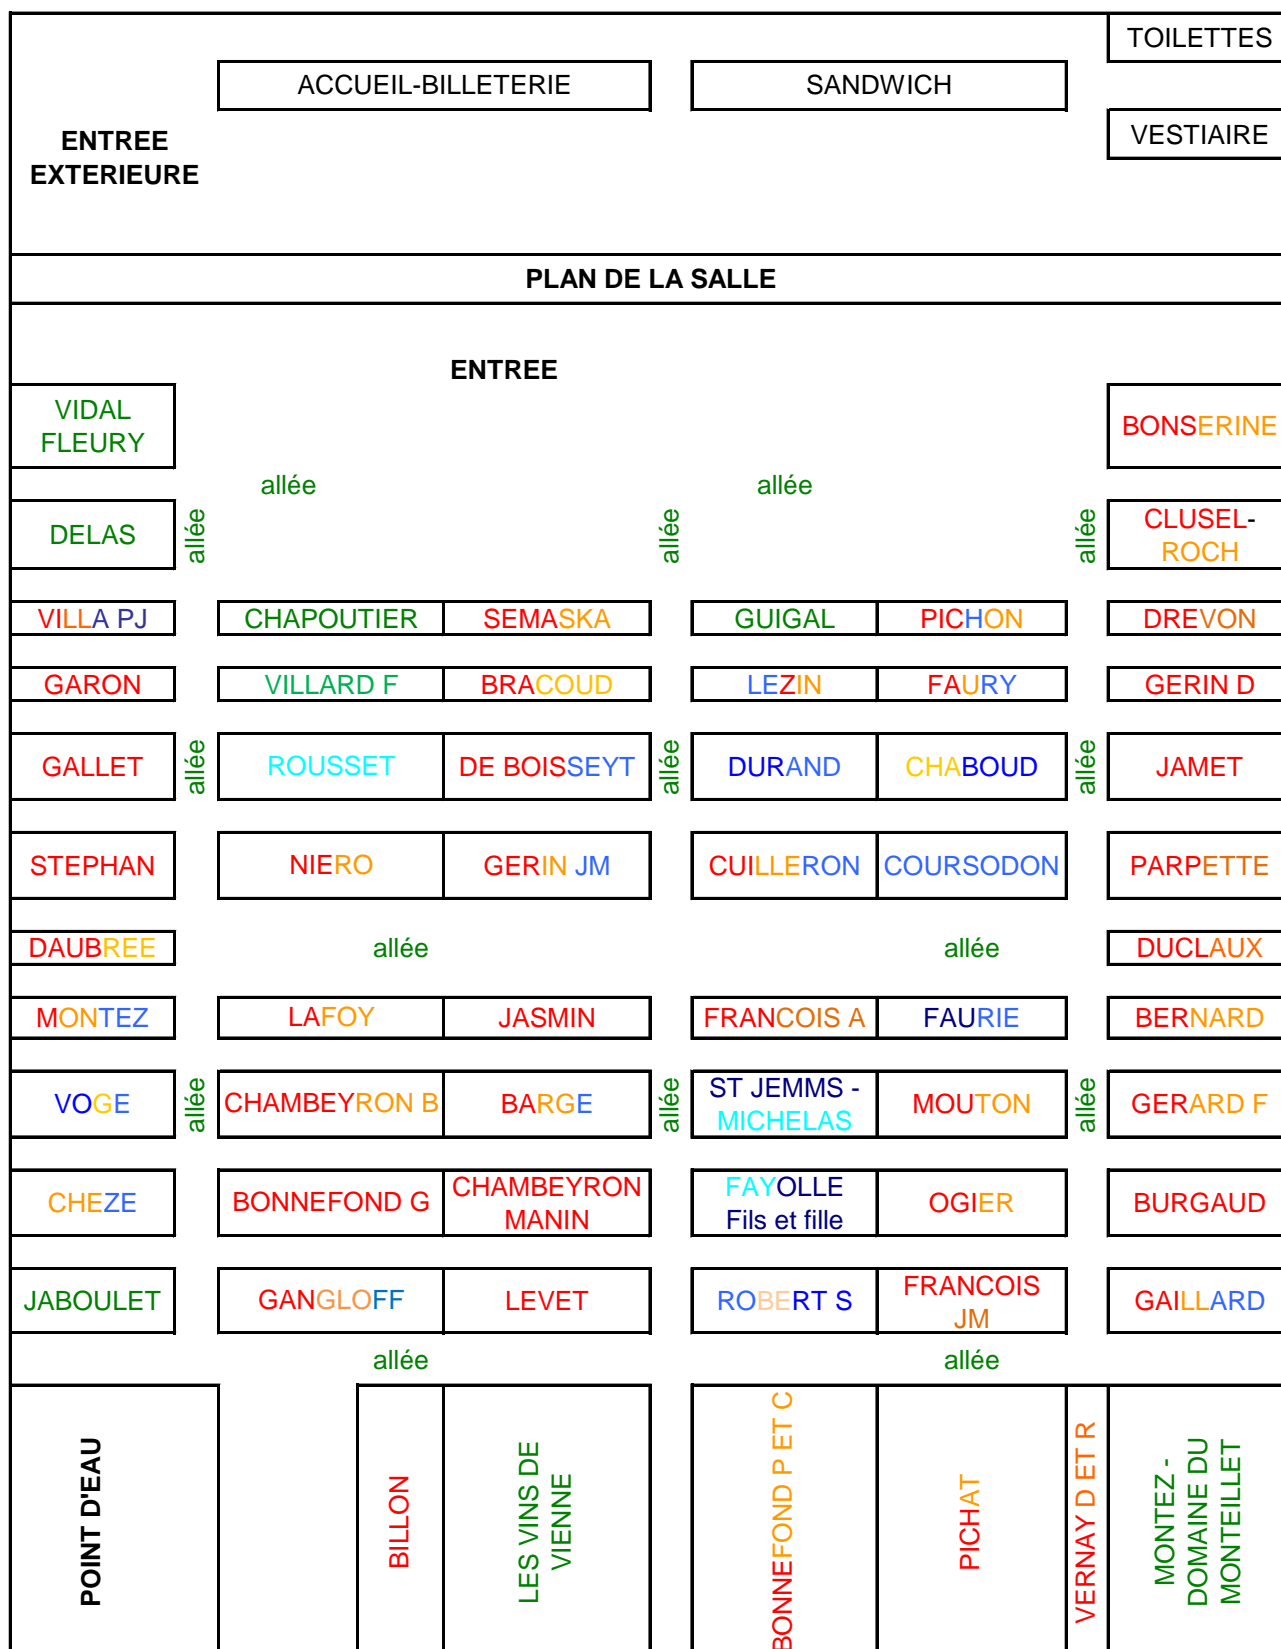 TOILETTES
ACCUEIL-BILLETERIE
SANDWICH
VESTIAIRE
ENTREE
EXTERIEURE
PLAN DE LA SALLE
ENTREE
VIDAL
FLEURY
BONSERINE
allée
allée
DELAS
allée
allée
allée
CLUSEL-
ROCH
VILLA PJ
CHAPOUTIER
SEMASKA
GUIGAL
PICHON
DREVON
GARON
VILLARD F
BRACOUD
LEZIN
FAURY
GERIN D
GALLET
allée
ROUSSET
DE BOISSEYT
allée
DURAND
CHABOUD
allée
JAMET
STEPHAN
NIERO
GERIN JM
CUILLERON
COURSODON
PARPETTE
DAUBREE
allée
allée
DUCLAUX
MONTEZ
LAFOY
JASMIN
FRANCOIS A
FAURIE
BERNARD
VOGE
allée
CHAMBEYRON B
BARGE
allée
ST JEMMS -
MICHELAS
MOUTON
allée
GERARD F
CHEZE
BONNEFOND G
CHAMBEYRON
MANIN
FAYOLLE
Fils et fille
OGIER
BURGAUD
JABOULET
GANGLOFF
LEVET
ROBERT S
FRANCOIS
JM
GAILLARD
allée
allée
POINT D'EAU
BILLON
LES VINS DE
VIENNE
BONNEFOND P ET C
PICHAT
VERNAY D ET R
MONTEZ -
DOMAINE DU
MONTEILLET